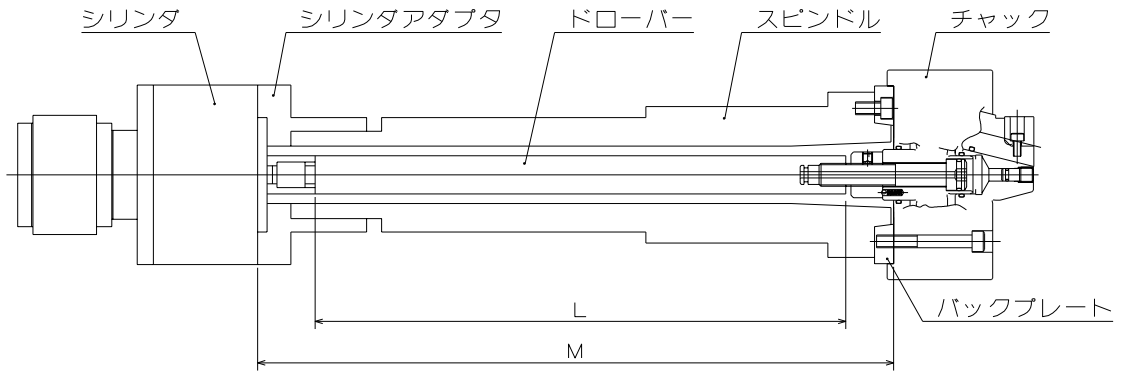 シリンダ
シリンダアダプタ
ドローバー
スピンドル
チャック
バックプレート
L
M